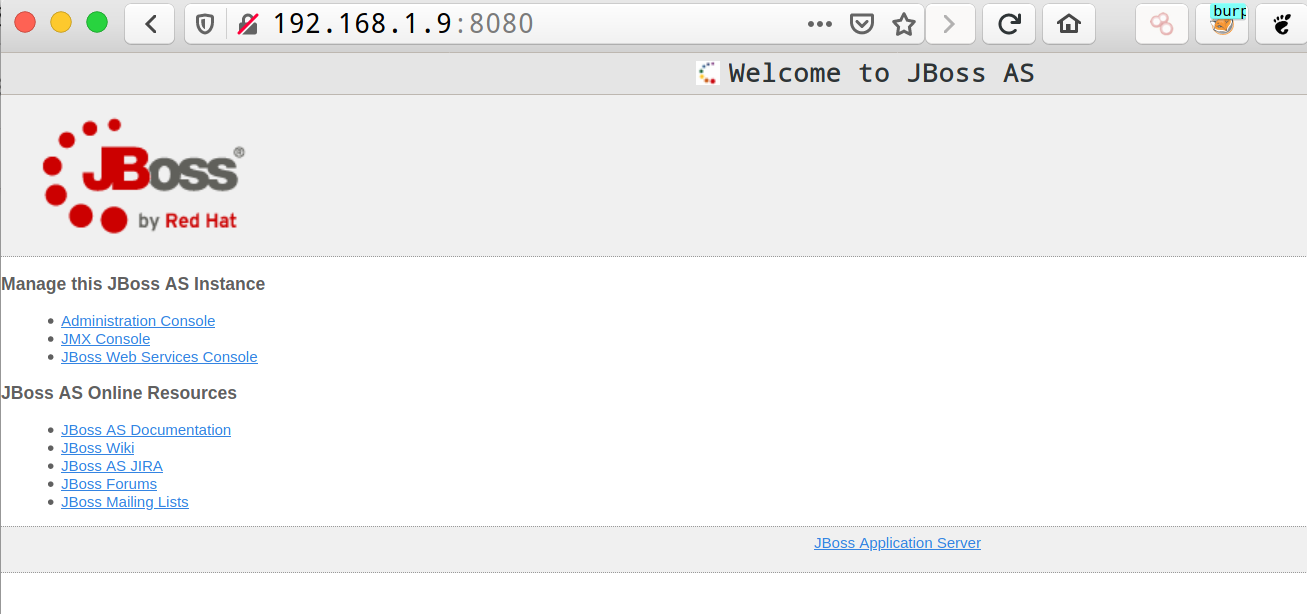 192.168.1.9:8080
burp
Welcome to JBoss AS
JBoss®
by Red Hat
Manage this JBoss AS Instance
Administration Console
JMX Console
JBoss Web Services Console
JBoss AS Online Resources
JBoss AS Documentation
JBoss Wiki
JBoss AS JIRA
JBoss Forums
JBoss Mailing Lists
JBoss Application Server